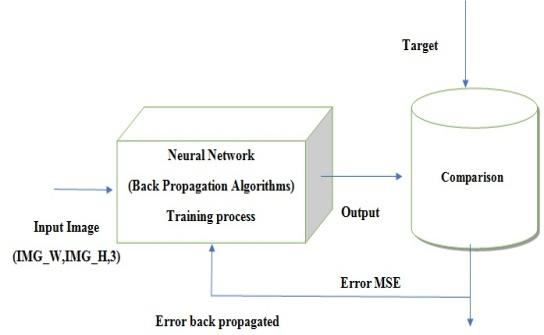 Target
Neural Network
(Back Propagation Algorithms)
Training process
Comparison
Output
Input Image
(IMG_W,IMG_H,3)
Error MSE
Error back propagated